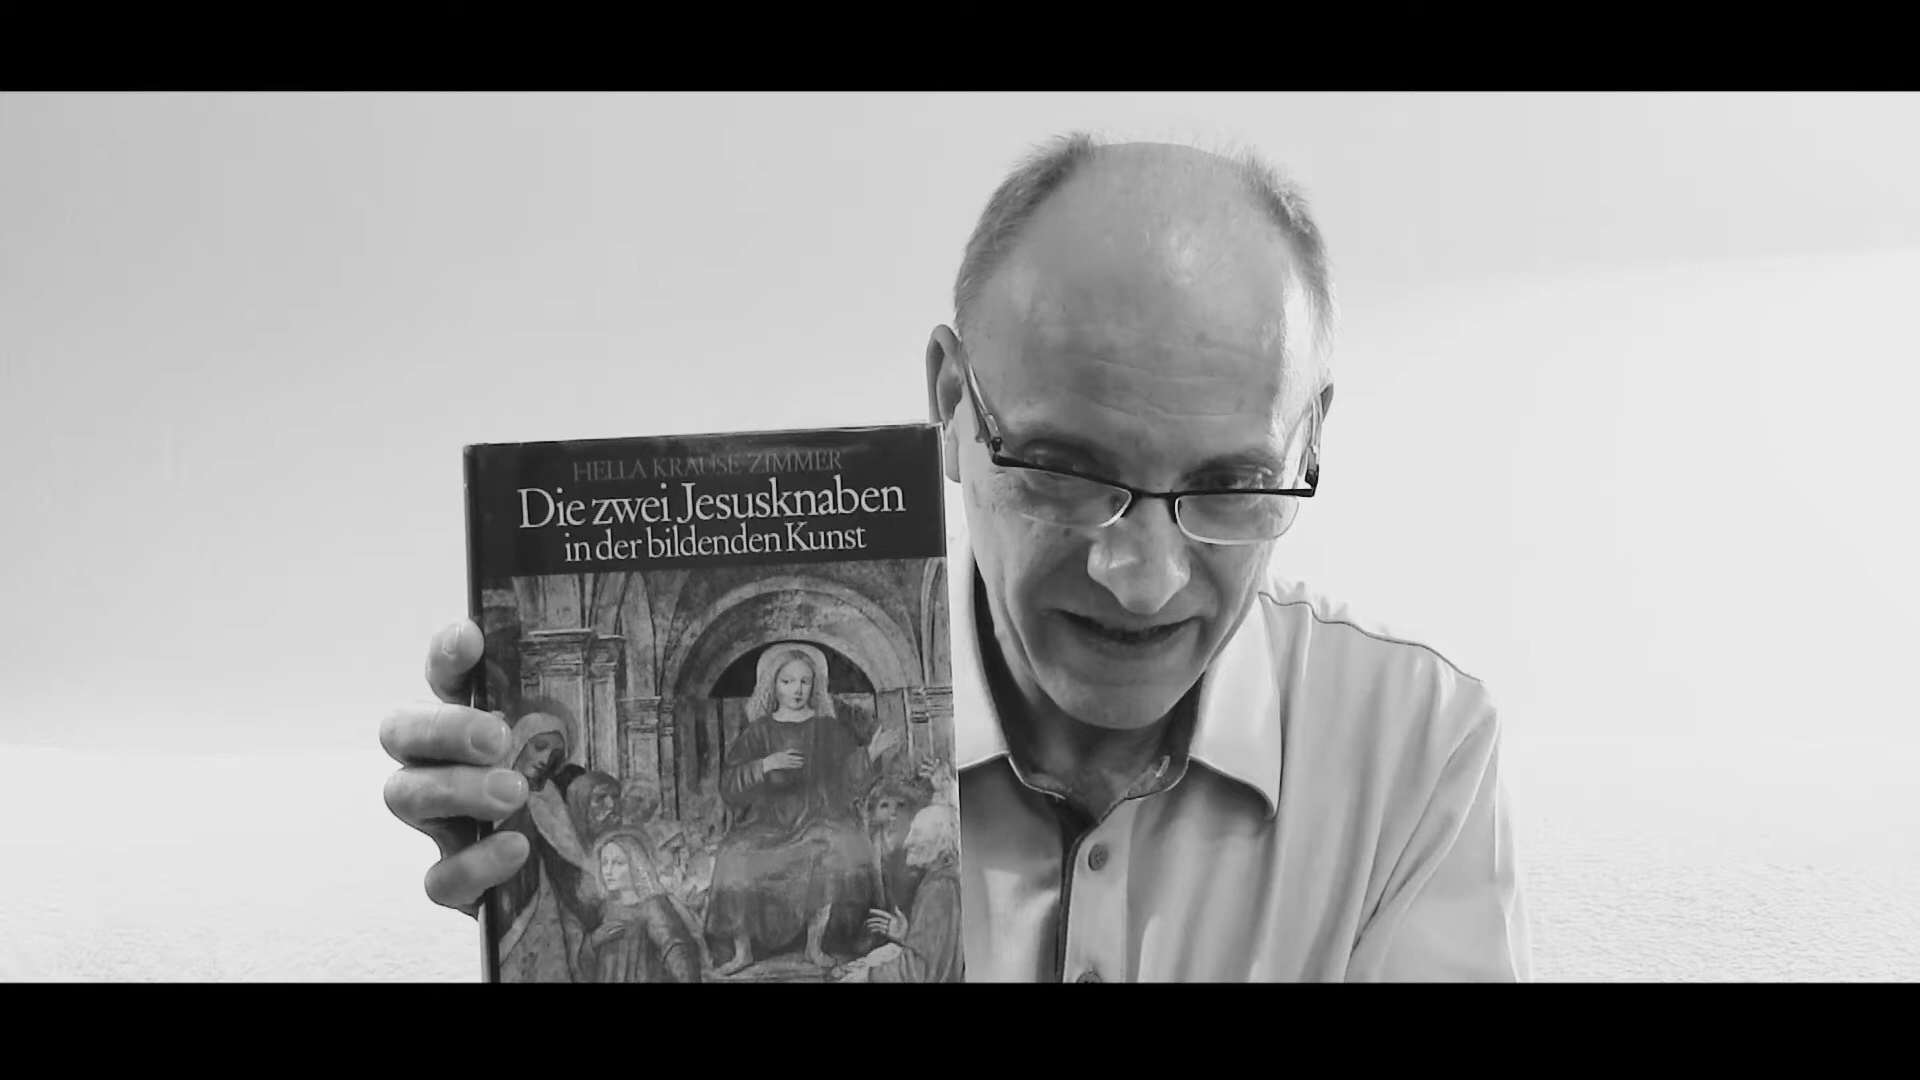 HELLA KRAUSE ZIMMER
Die zwei Jesusknaben
in der bildenden Kunst